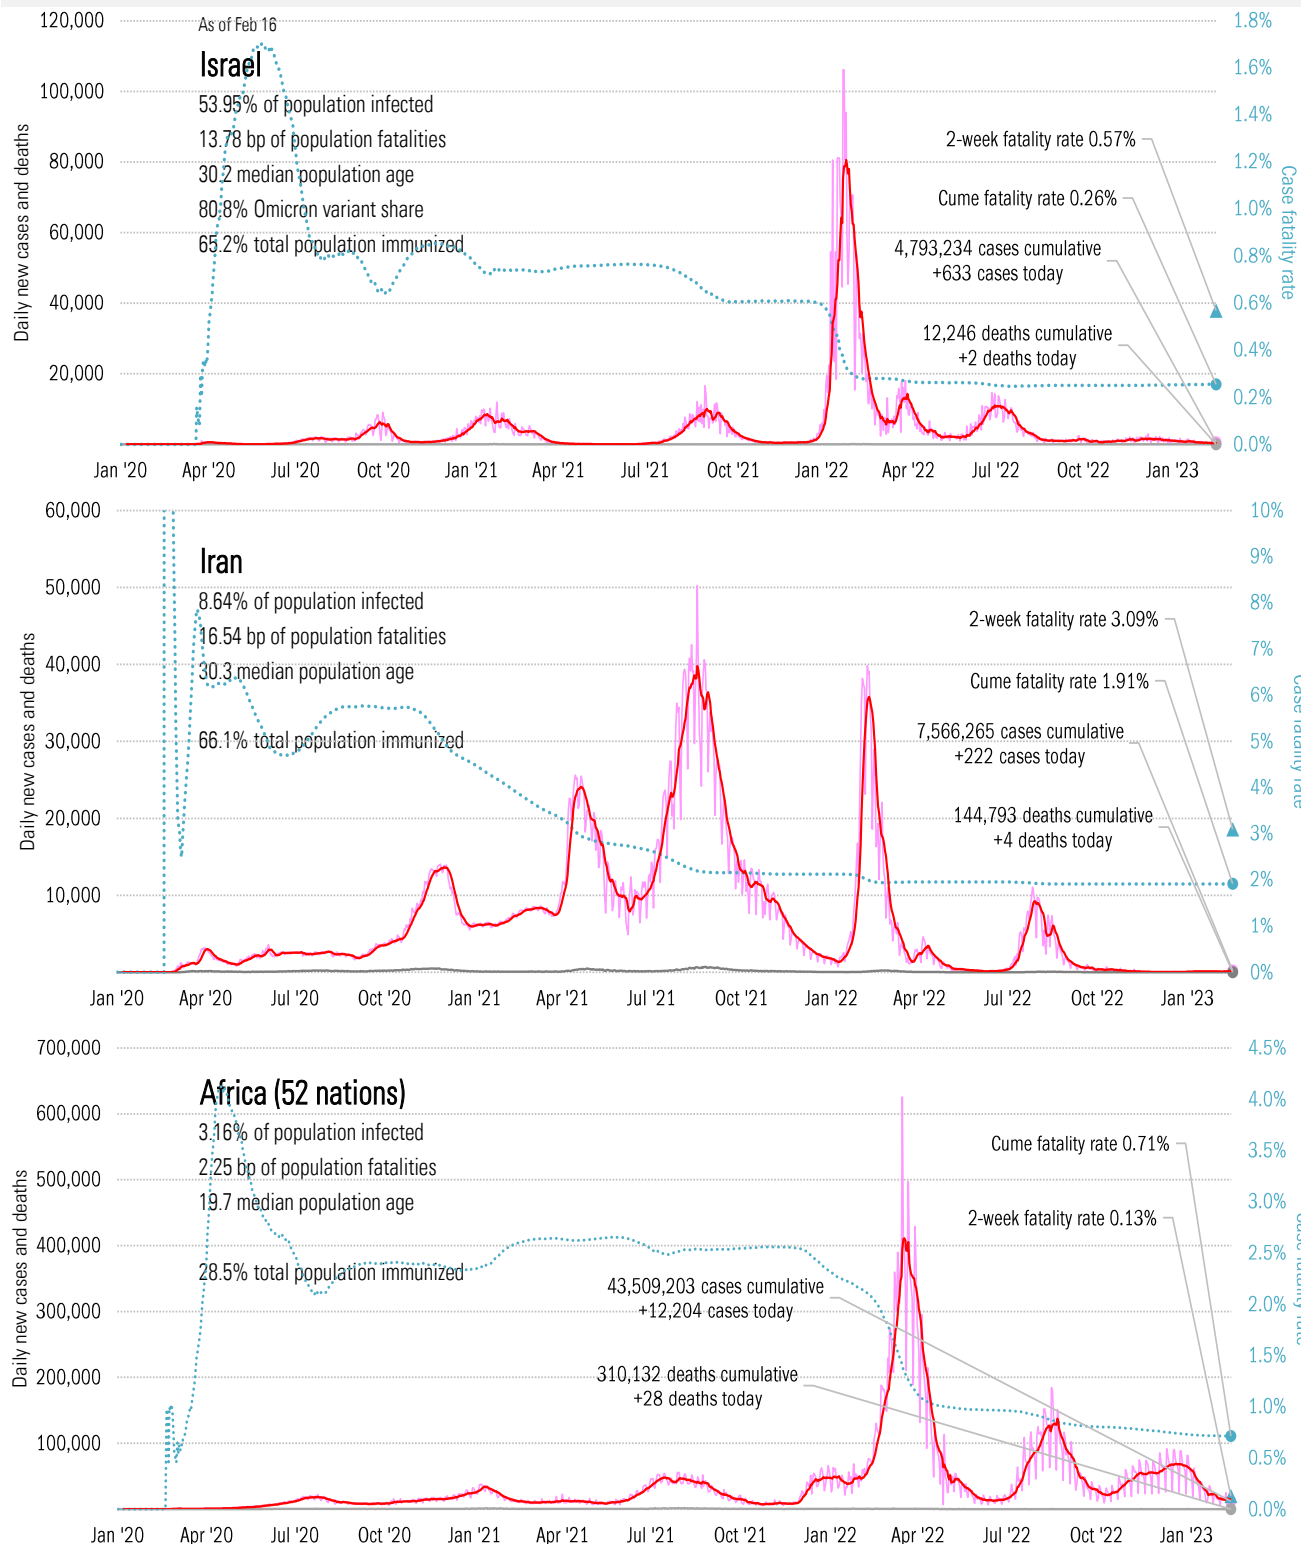 As of Feb 16
Israel
53.95% of population infected
13.78 bp of population fatalities
30.2 median population age
80.8% Omicron variant share
65.2% total population immunized
Daily new cases and deaths
120,000
100,000
80,000
60,000
40,000
20,000
1.8%
1.6%
1.4%
1.2%
1.0%
0.8%
0.6%
0.4%
0.2%
0.0%
Case fatality rate
2-week fatality rate 0.57%
Cume fatality rate 0.26%
4,793,234 cases cumulative
+633 cases today
12,246 deaths cumulative
+2 deaths today
Jan '20 Apr '20 Jul '20 Oct '20 Jan '21 Apr '21 Jul '21 Oct '21 Jan '22 Apr '22 Jul '22 Oct '22 Jan '23
Iran
8.64% of population infected
16.54 bp of population fatalities
30.3 median population age
66.1% total population immunized
Daily new cases and deaths
60,000
50,000
40,000
30,000
20,000
10,000
10%
9%
8%
7%
6%
5%
4%
3%
2%
1%
0%
Case fatality rate
2-week fatality rate 3.09%
Cume fatality rate 1.91%
7,566,265 cases cumulative
+222 cases today
144,793 deaths cumulative
+4 deaths today
Jan '20 Apr '20 Jul '20 Oct '20 Jan '21 Apr '21 Jul '21 Oct '21 Jan '22 Apr '22 Jul '22 Oct '22 Jan '23
Africa (52 nations)
3.16% of population infected
2.25 bp of population fatalities
19.7 median population age
28.5% total population immunized
Daily new cases and deaths
700,000
600,000
500,000
400,000
300,000
200,000
100,000
4.5%
4.0%
3.5%
3.0%
2.5%
2.0%
1.5%
1.0%
0.5%
0.0%
Case fatality rate
Cume fatality rate 0.71%
2-week fatality rate 0.13%
43,509,203 cases cumulative
+12,204 cases today
310,132 deaths cumulative
+28 deaths today
Jan '20 Apr '20 Jul '20 Oct '20 Jan '21 Apr '21 Jul '21 Oct '21 Jan '22 Apr '22 Jul '22 Oct '22 Jan '23